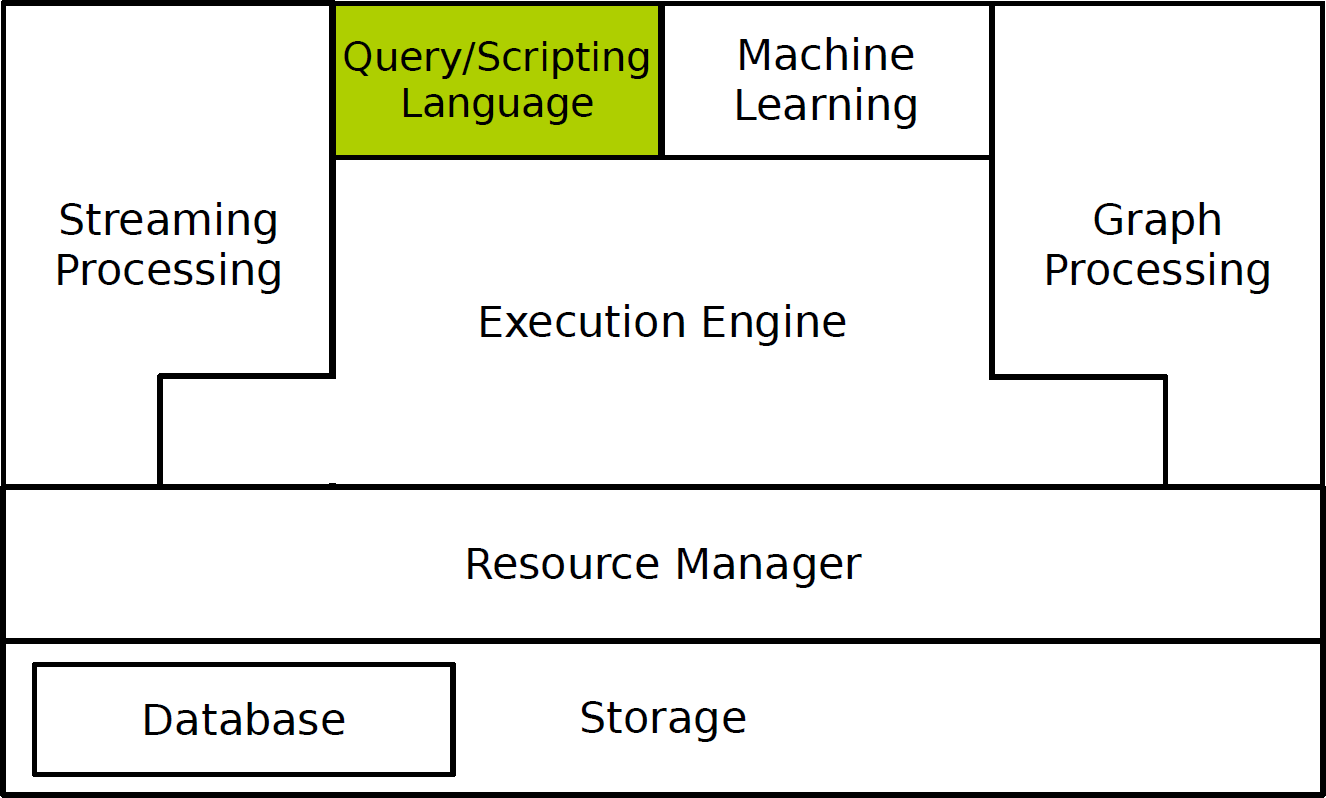 Query/Scripting
Language
Machine
Learning
Streaming
Processing
Graph
Processing
Execution Engine
Resource Manager
Database
Storage